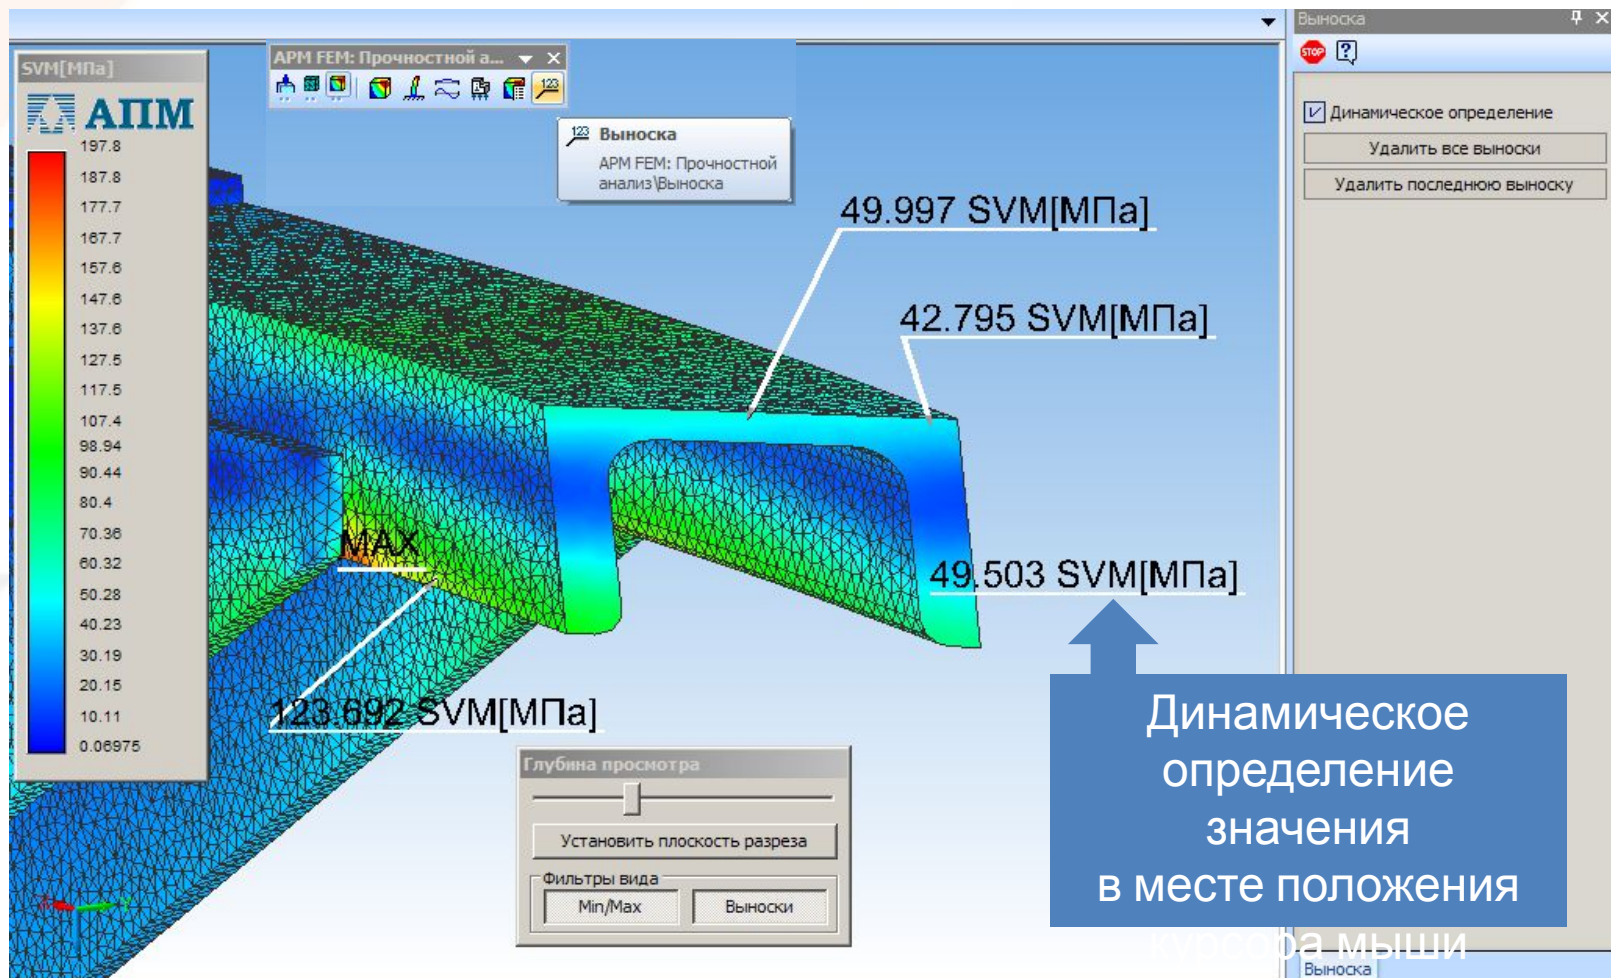 SVM[МПа]
АПМ
197.8
187.8
177.7
167.7
157.6
147.6
137.6
127.5
117.5
107.4
98.94
90.44
80.4
70.36
60.32
50.28
40.23
30.19
20.15
10.11
0.06975
APM FEM: Прочностной а...
123
123 Выноска
APM FEM: Прочностной
анализ\Выноска
49.997 SVM[МПа]
42.795 SVM[МПа]
MAX
49.503 SVM[МПа]
123.692 SVM[МПа]
Глубина просмотра
Установить плоскость разреза
Фильтры вида
Min/Max
Выноски
Динамическое
определение
значения
в месте положения
курсора мыши
Выноска
STOP
Динамическое определение
Удалить все выноски
Удалить последнюю выноску
Выноска